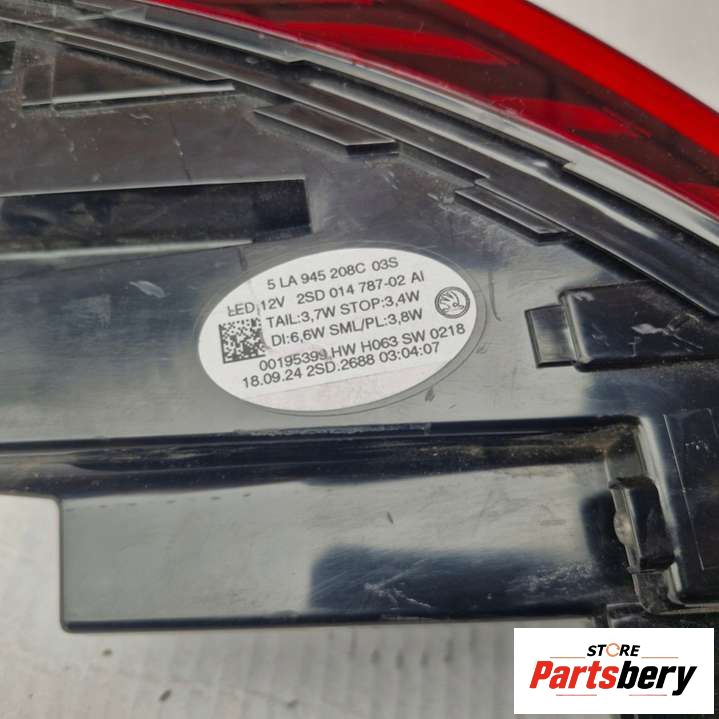 5 LA 945 208C 03S
LED 12V 2SD 014 787-02 AI
TAIL:3,7W STOP:3,4W
DI:6,6W SML/PL:3,8W
00195399 HW H063 SW 0218
18.09.24 2SD.2688 03:04:07
STORE
Partsbery